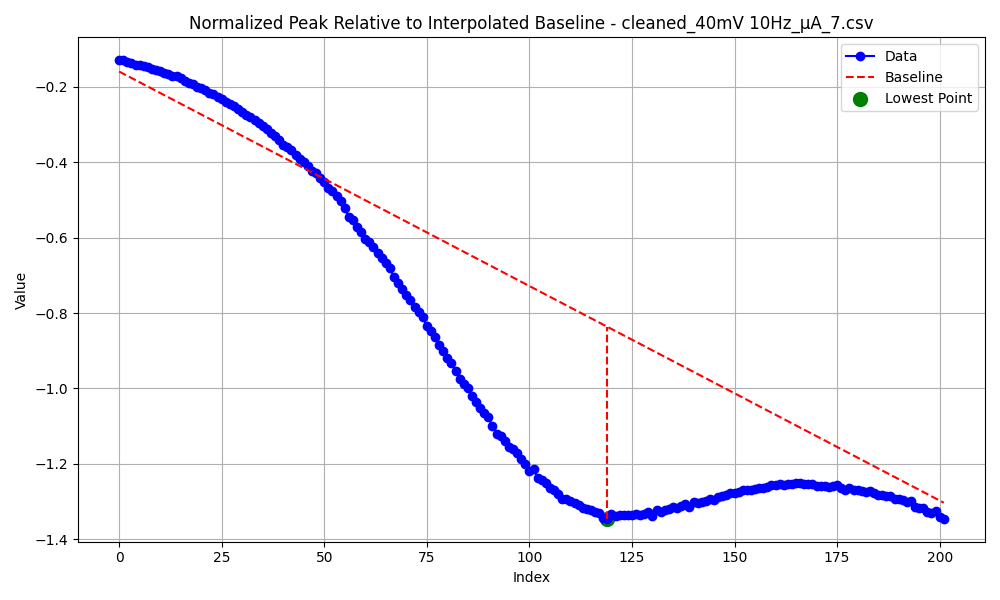 Normalized Peak Relative to Interpolated Baseline - cleaned_40mV 10Hz_µA_7.csv
Data
Baseline
Lowest Point
Value
−0.2
−0.4
−0.6
−0.8
−1.0
−1.2
−1.4
0
25
50
75
100
125
150
175
200
Index